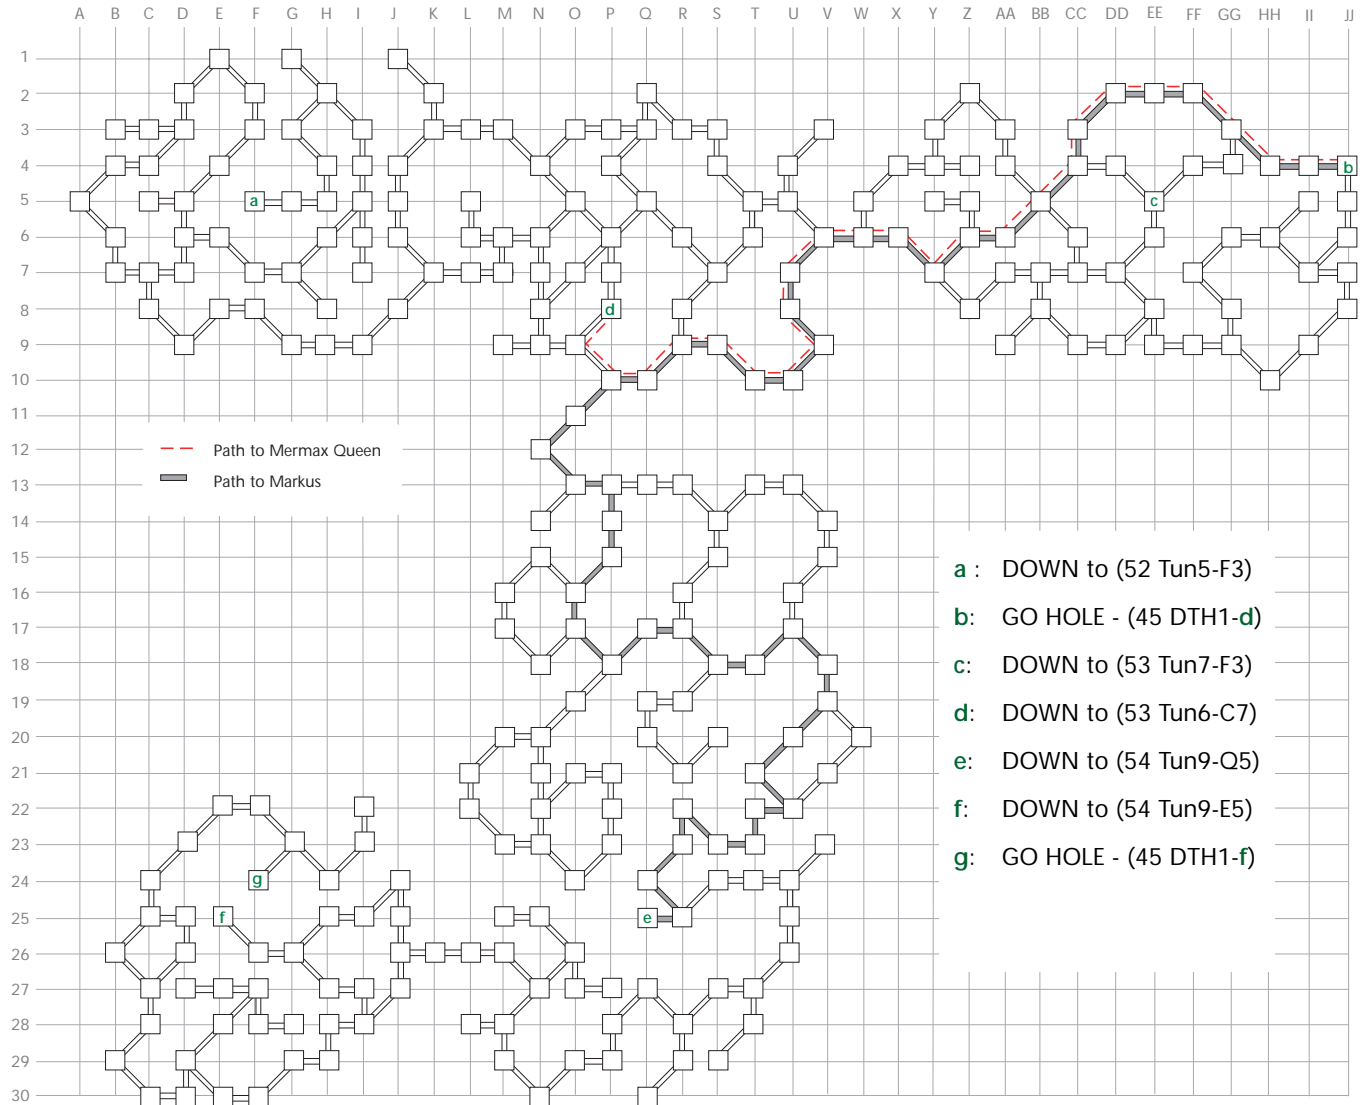 A B C D E F G H I J K L M N O P Q R S T U V W X Y Z AA BB CC DD EE FF GG HH II JJ
1
2
3
4
b
5
a
c
6
7
8
d
9
10
11
12
Path to Mermax Queen
Path to Markus
13
14
15
a : DOWN to (52 Tun5-F3)
16
b: GO HOLE - (45 DTH1-d)
17
c: DOWN to (53 Tun7-F3)
18
19
d: DOWN to (53 Tun6-C7)
20
e: DOWN to (54 Tun9-Q5)
21
22
f: DOWN to (54 Tun9-E5)
23
g: GO HOLE - (45 DTH1-f)
24
g
25
f
e
26
27
28
29
30